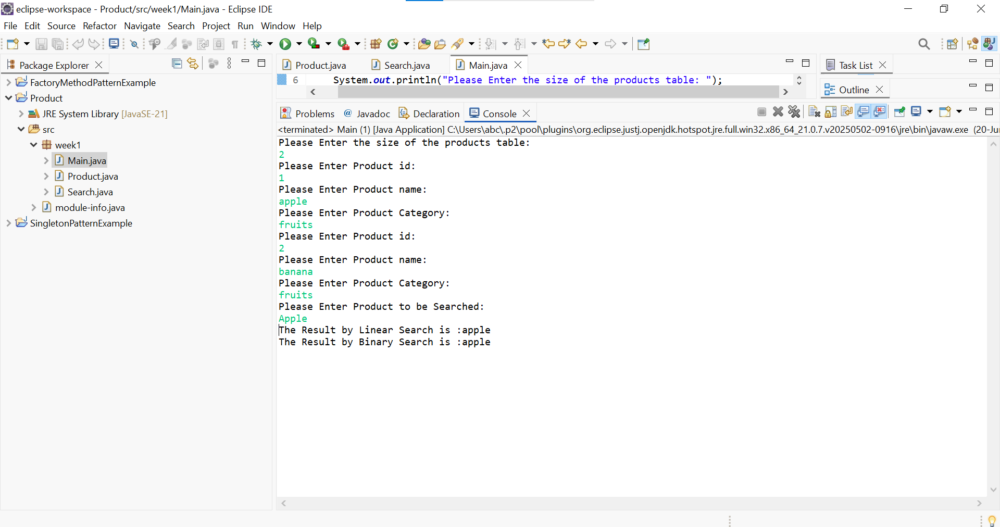 eclipse-workspace - Product/src/week1/Main.java - Eclipse IDE
File Edit Source Refactor Navigate Search Project Run Window Help
Package Explorer
FactoryMethodPatternExample
Product
JRE System Library [JavaSE-21]
src
week1
Main.java
Product.java
Search.java
module-info.java
SingletonPatternExample
Product.java Search.java Main.java
6 System.out.println("Please Enter the size of the products table: ");
Task List
Outline
Problems @ Javadoc Declaration Console
<terminated> Main (1) [Java Application] C:\Users\abc\.p2\pool\plugins\org.eclipse.justj.openjdk.hotspot.jre.full.win32.x86_64_21.0.7.v20250502-0916\jre\bin\javaw.exe (20-Ju
Please Enter the size of the products table:
2
Please Enter Product id:
1
Please Enter Product name:
apple
Please Enter Product Category:
fruits
Please Enter Product id:
2
Please Enter Product name:
banana
Please Enter Product Category:
fruits
Please Enter Product to be Searched:
Apple
The Result by Linear Search is :apple
The Result by Binary Search is :apple